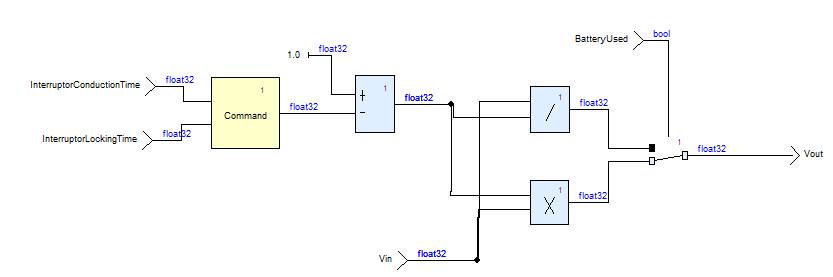 BatteryUsed
bool
1.0
float32
InterruptorConductionTime
float32
1
Command
float32
1
+
-
float32
1
/
float32
1
float32
Vout
InterruptorLockingTime
float32
1
X
float32
Vin
float32